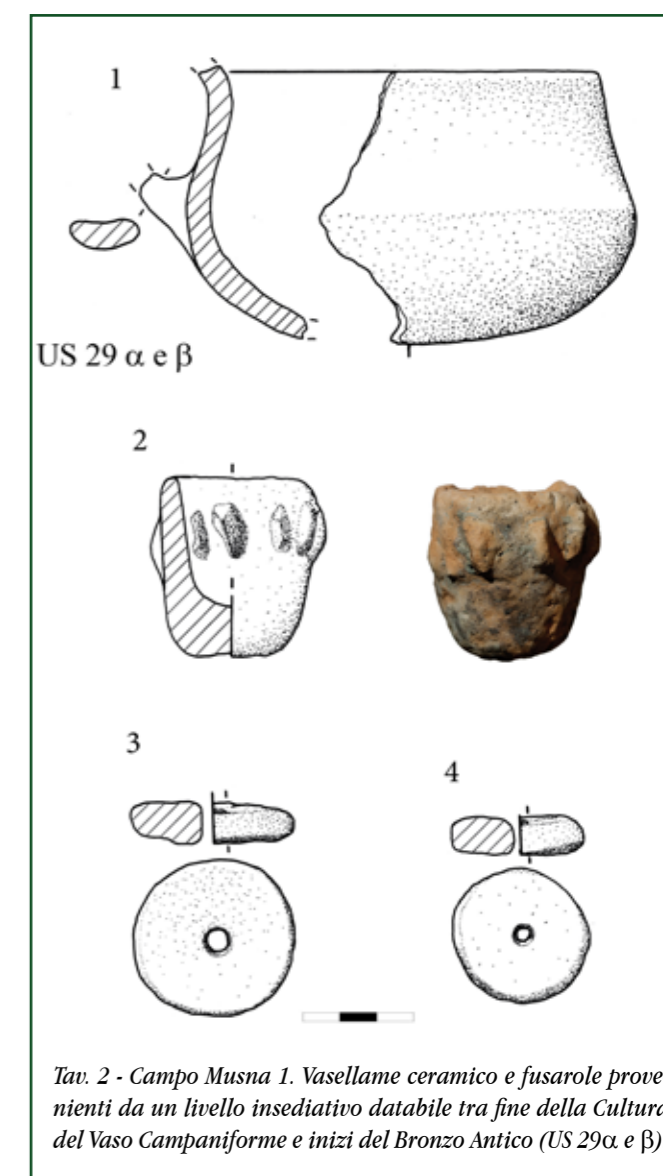 1
US 29 α e β
2
3
4
Tav. 2 - Campo Musna 1. Vasellame ceramico e fusarole prove-
nienti da un livello insediativo databile tra fine della Cultura
del Vaso Campaniforme e inizi del Bronzo Antico (US 29α e β)